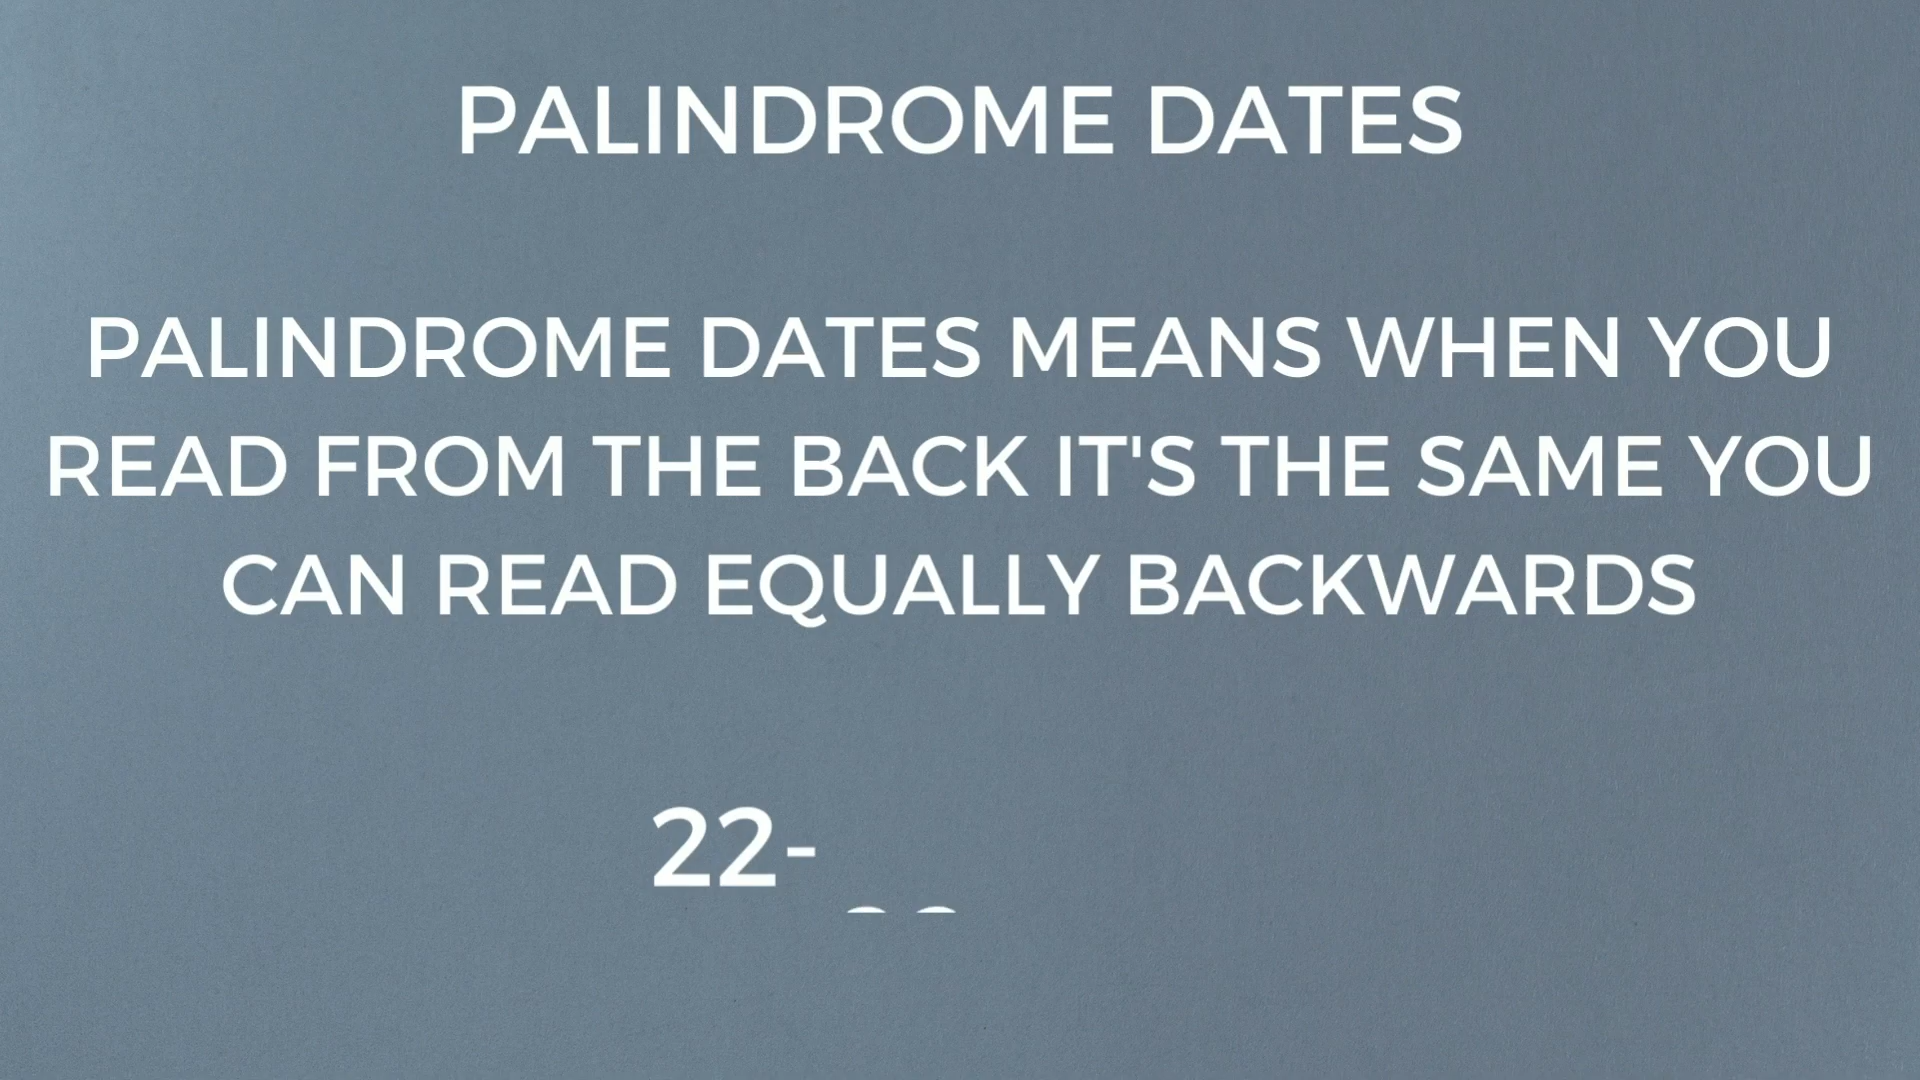 PALINDROME DATES
PALINDROME DATES MEANS WHEN YOU
READ FROM THE BACK IT'S THE SAME YOU
CAN READ EQUALLY BACKWARDS
22-